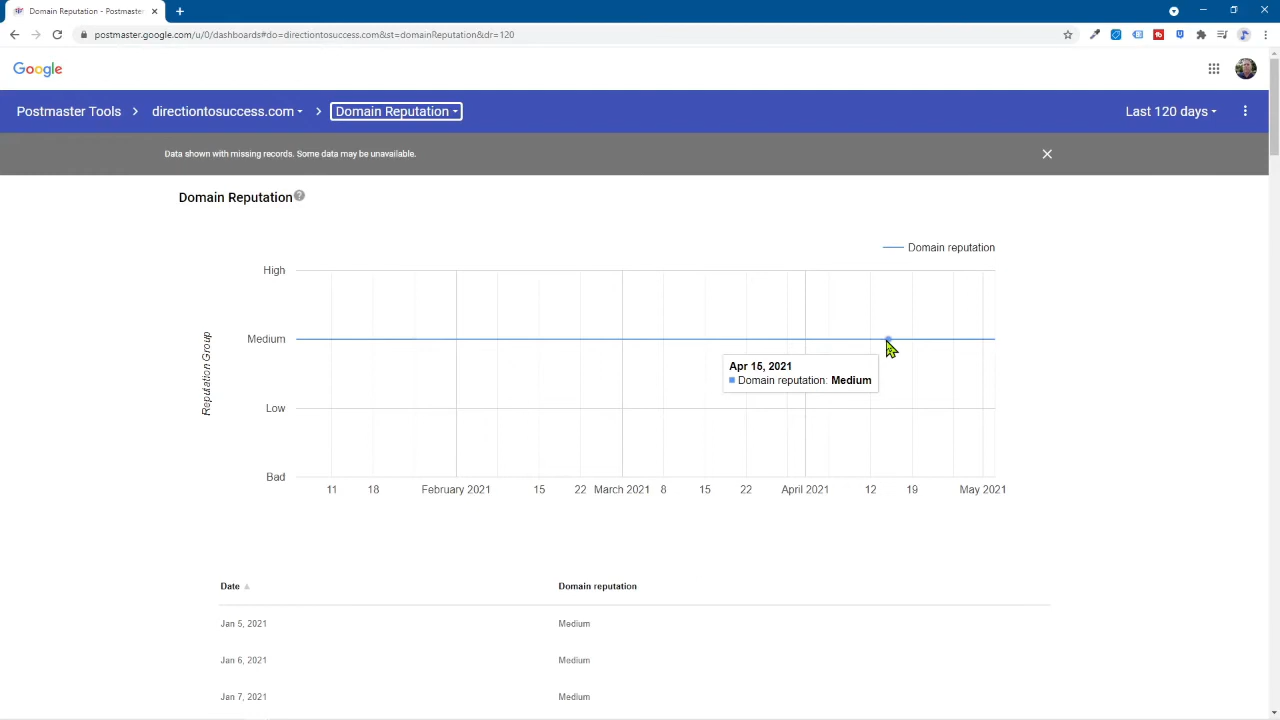 Domain Reputation - Postmaster
postmaster.google.com/u/0/dashboards#do=directiontosuccess.com&st=domainReputation&dr=120
Google
Postmaster Tools directiontosuccess.com Domain Reputation Last 120 days
Data shown with missing records. Some data may be unavailable.
Domain Reputation
Domain reputation
High
Medium
Low
Bad
Reputation Group
Apr 15, 2021
Domain reputation: Medium
11 18 February 2021 15 22 March 2021 8 15 22 April 2021 12 19 May 2021
Date Domain reputation
Jan 5, 2021 Medium
Jan 6, 2021 Medium
Jan 7, 2021 Medium